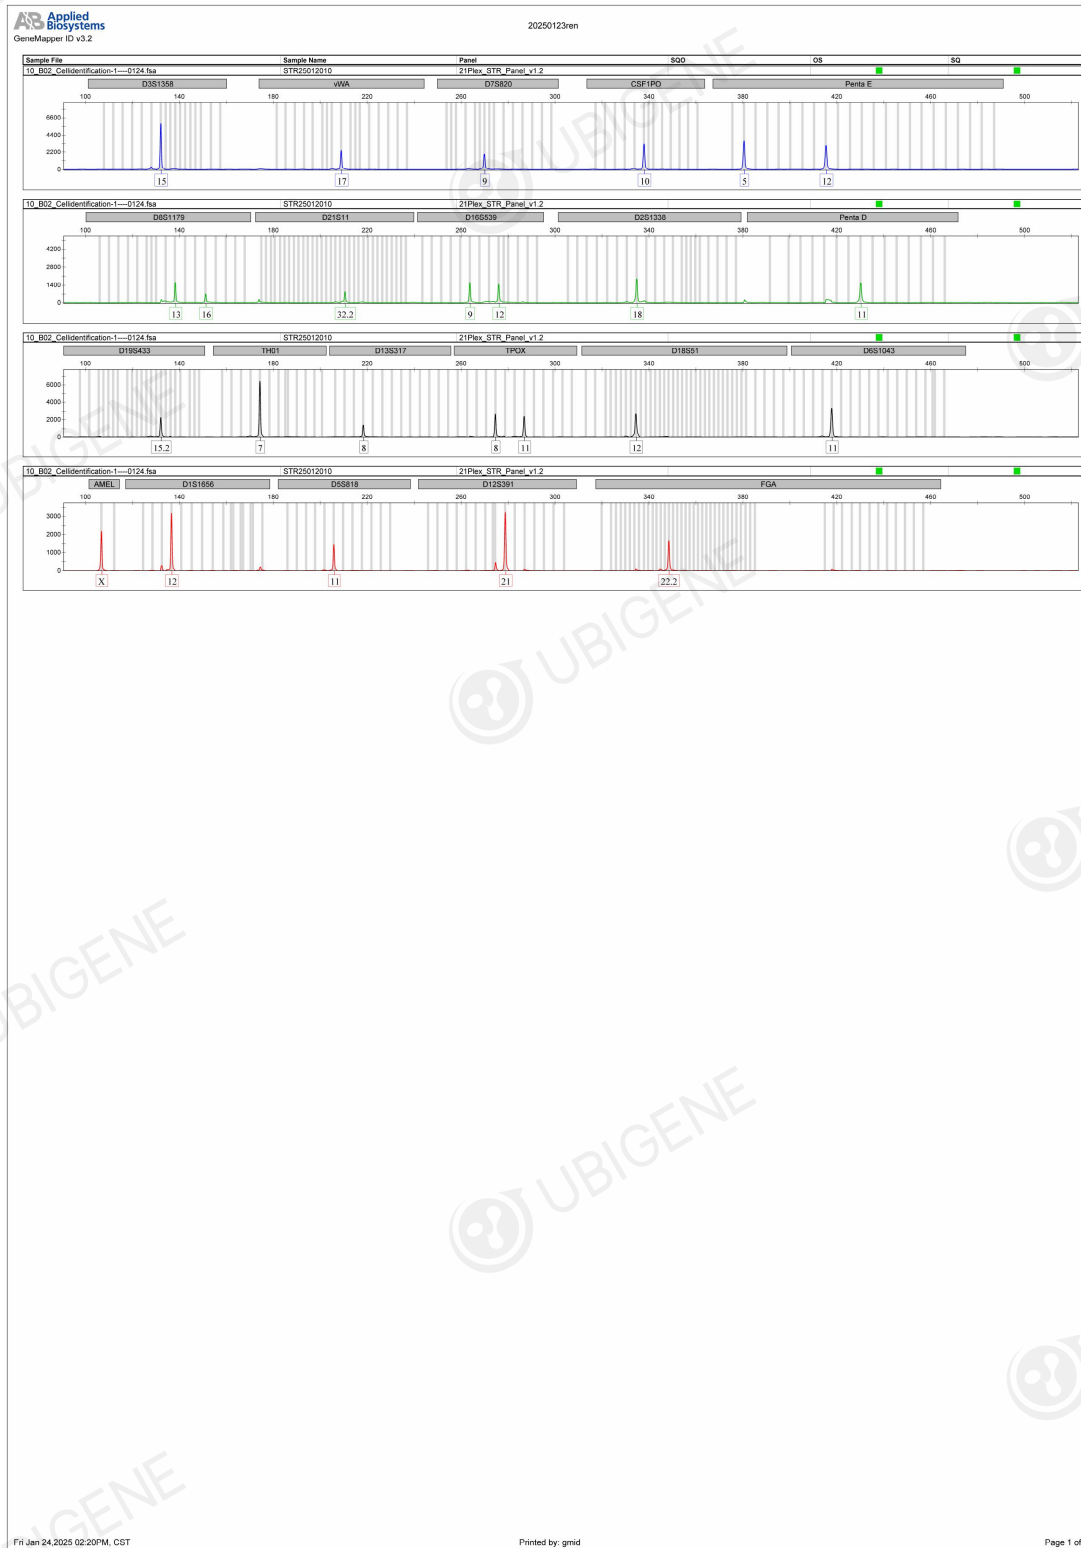 AB Applied Biosystems
20250123ren
GeneMapper ID v3.2
Sample File Sample Name Panel SQO OS SQ
10_B02_Cellidentification-1----0124.fsa STR25012010 21Plex_STR_Panel_v1.2
D3S1358 vWA D7S820 CSF1PO Penta E
100 140 180 220 260 300 340 380 420 460 500
6600
4400
2200
0
15 17 9 10 5 12
10_B02_Cellidentification-1----0124.fsa STR25012010 21Plex_STR_Panel_v1.2
D8S1179 D21S11 D16S539 D2S1338 Penta D
100 140 180 220 260 300 340 380 420 460 500
4200
2800
1400
0
13 16 32.2 9 12 18 11
10_B02_Cellidentification-1----0124.fsa STR25012010 21Plex_STR_Panel_v1.2
D19S433 TH01 D13S317 TPOX D18S51 D6S1043
100 140 180 220 260 300 340 380 420 460 500
6000
4000
2000
0
15.2 7 8 8 11 12 11
10_B02_Cellidentification-1----0124.fsa STR25012010 21Plex_STR_Panel_v1.2
AMEL D1S1656 D5S818 D12S391 FGA
100 140 180 220 260 300 340 380 420 460 500
3000
2000
1000
0
X 12 11 21 22.2
UBIGENE
UBIGENE
UBIGENE
UBIGENE
UBIGENE
Fri Jan 24,2025 02:20PM, CST Printed by: gmid Page 1 of